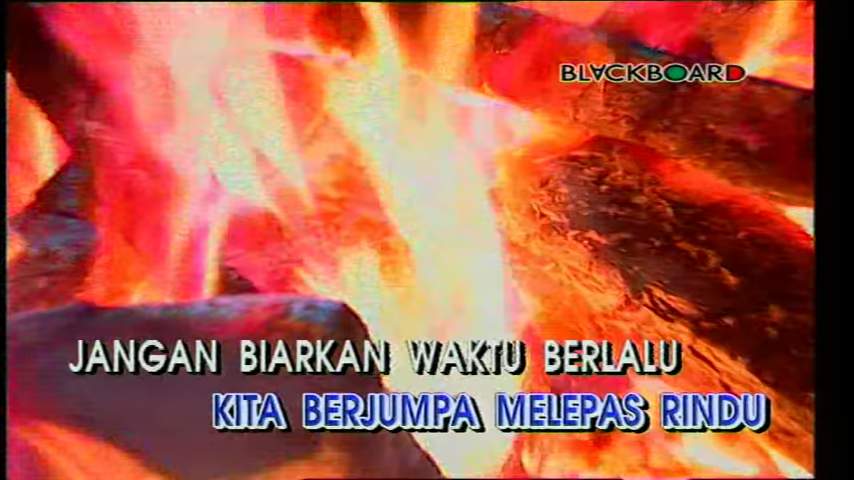 BLACKBOARD
JANGAN BIARKAN WAKTU BERLALU
KITA BERJUMPA MELEPAS RINDU